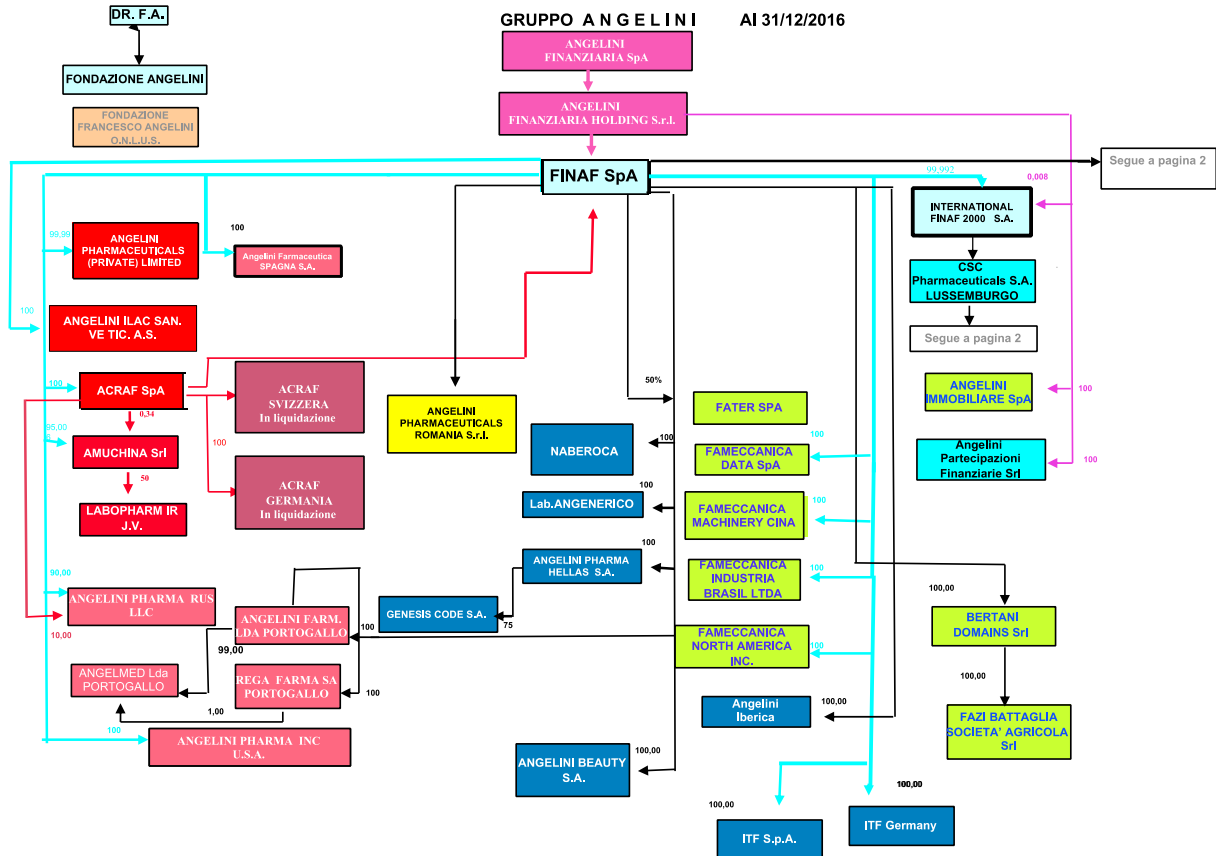 DR. F.A.
GRUPPO A N G E L I N I AI 31/12/2016
ANGELINI
FINANZIARIA SpA
FONDAZIONE ANGELINI
ANGELINI
FINANZIARIA HOLDING S.r.l.
FONDAZIONE
FRANCESCO ANGELINI
O.N.L.U.S.
FINAF SpA
Segue a pagina 2
99,992
0,008
INTERNATIONAL
FINAF 2000 S.A.
99,99
ANGELINI
PHARMACEUTICALS
(PRIVATE) LIMITED
100
Angelini Farmaceutica
SPAGNA S.A.
CSC
Pharmaceuticals S.A.
LUSSEMBURGO
100
ANGELINI ILAC SAN.
VE TIC. A.S.
Segue a pagina 2
100
ACRAF SpA
ACRAF
SVIZZERA
In liquidazione
50%
ANGELINI
IMMOBILIARE SpA
100
0,34
ANGELINI
PHARMACEUTICALS
ROMANIA S.r.l.
FATER SPA
AMUCHINA Srl
100
NABEROCA
100
FAMECCANICA
DATA SpA
100
Angelini
Partecipazioni
Finanziarie Srl
100
50
ACRAF
GERMANIA
In liquidazione
100
Lab.ANGENERICO
FAMECCANICA
MACHINERY CINA
100
LABOPHARM IR
J.V.
100
ANGELINI PHARMA
HELLAS S.A.
FAMECCANICA
INDUSTRIA
BRASIL LTDA
100
90,00
ANGELINI PHARMA RUS
LLC
100,00
GENESIS CODE S.A.
75
ANGELINI FARM.
LDA PORTOGALLO
100
BERTANI
DOMAINS Srl
10,00
99,00
FAMECCANICA
NORTH AMERICA
INC.
100
ANGELMED Lda
PORTOGALLO
REGA FARMA SA
PORTOGALLO
100
100,00
1,00
Angelini
Iberica
100,00
FAZI BATTAGLIA
SOCIETA' AGRICOLA
Srl
100
ANGELINI PHARMA INC
U.S.A.
ANGELINI BEAUTY
S.A.
100,00
100,00
100,00
ITF S.p.A.
ITF Germany